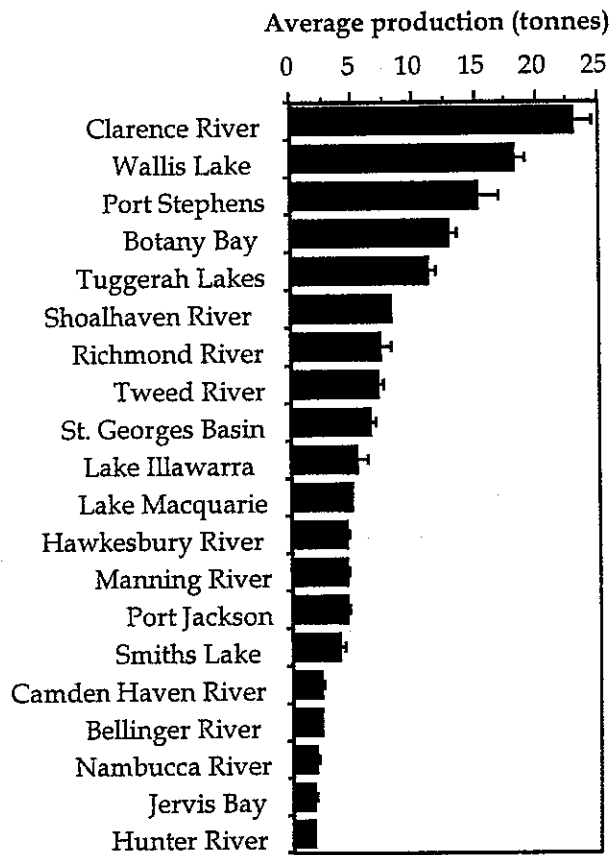 Average production (tonnes)
0 5 10 15 20 25
Clarence River
Wallis Lake
Port Stephens
Botany Bay
Tuggerah Lakes
Shoalhaven River
Richmond River
Tweed River
St. Georges Basin
Lake Illawarra
Lake Macquarie
Hawkesbury River
Manning River
Port Jackson
Smiths Lake
Camden Haven River
Bellinger River
Nambucca River
Jervis Bay
Hunter River